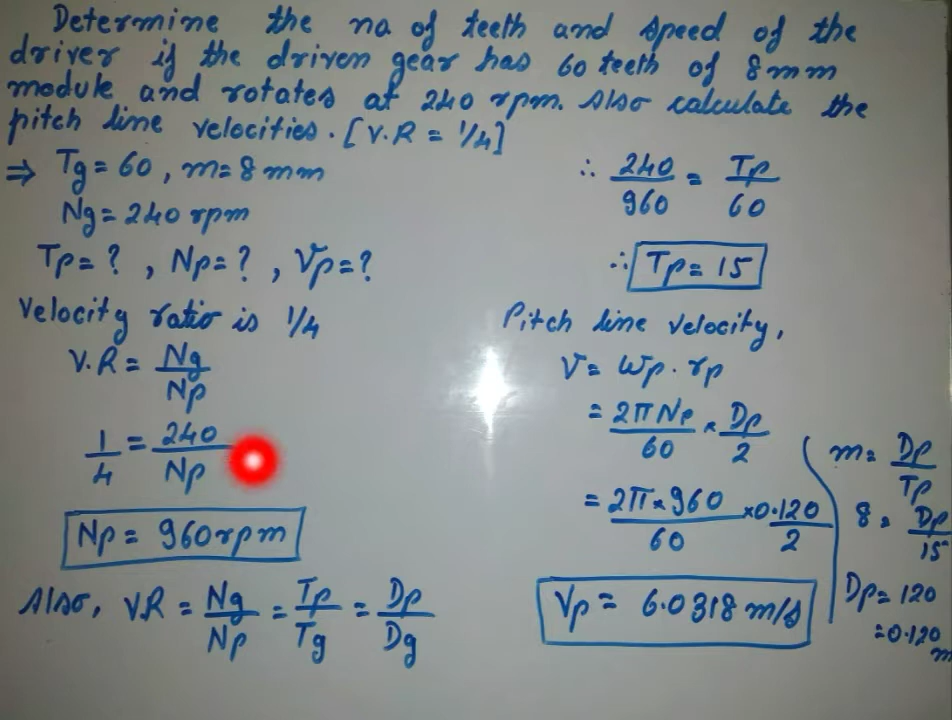 Determine the no. of teeth and speed of the
driver if the driven gear has 60 teeth of 8mm
module and rotates at 240 rpm. Also calculate the
pitch line velocities. [V.R = 1/4]
⇒ Tg = 60, m = 8 mm
Ng = 240 rpm
Tp = ? , Np = ? , Vp = ?
Velocity ratio is 1/4
V.R = Ng/Np
1/4 = 240/Np
Np = 960 rpm
Also, VR = Ng/Np = Tp/Tg = Dp/Dg
∴ 240/960 = Tp/60
∴ Tp = 15
Pitch line velocity,
V = ωp . rp
= 2πNp/60 × Dp/2
= 2π×960/60 × 0.120/2
Vp = 6.0318 m/s
m = Dp/Tp
8 = Dp/15
Dp = 120
= 0.120 m